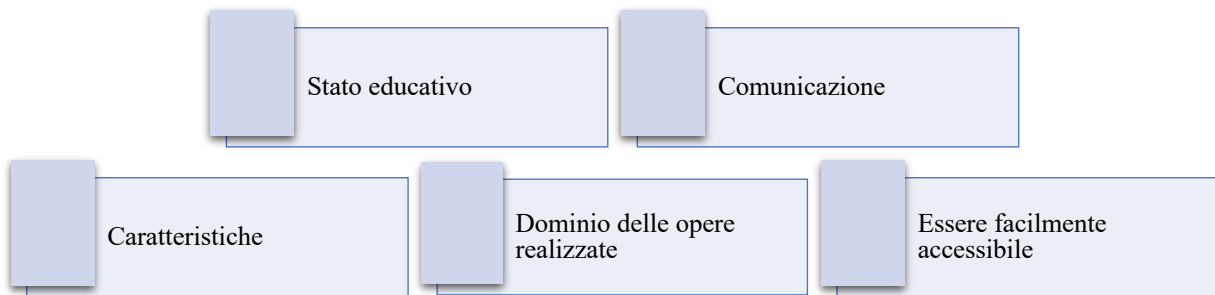 Stato educativo
Comunicazione
Caratteristiche
Dominio delle opere
realizzate
Essere facilmente
accessibile